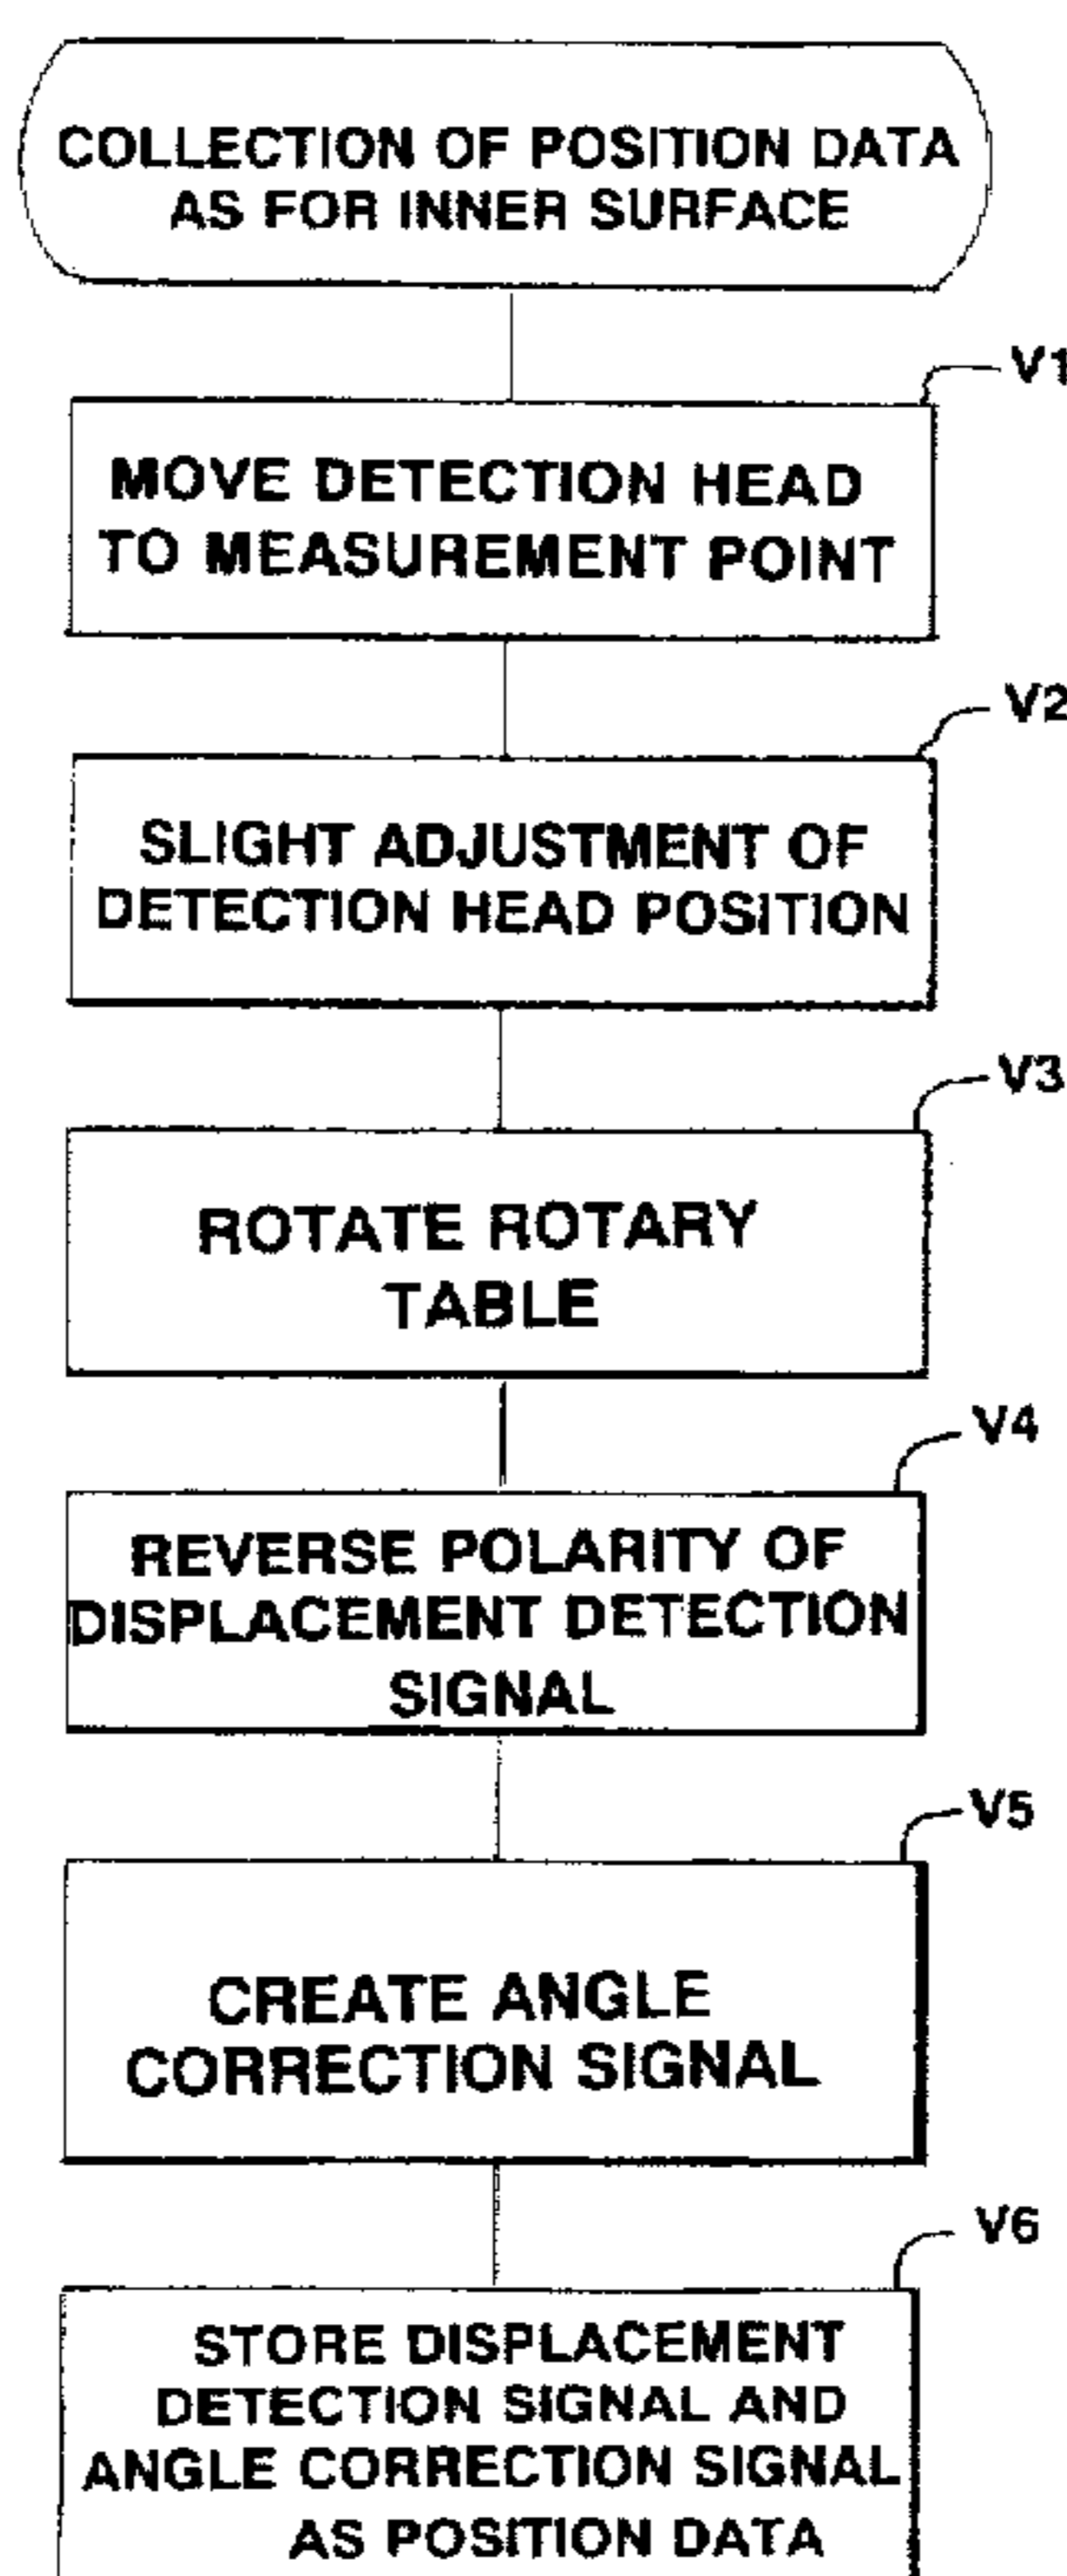 COLLECTION OF POSITION DATA
AS FOR INNER SURFACE
V1
MOVE DETECTION HEAD
TO MEASUREMENT POINT
V2
SLIGHT ADJUSTMENT OF
DETECTION HEAD POSITION
V3
ROTATE ROTARY
TABLE
V4
REVERSE POLARITY OF
DISPLACEMENT DETECTION
SIGNAL
V5
CREATE ANGLE
CORRECTION SIGNAL
V6
STORE DISPLACEMENT
DETECTION SIGNAL AND
ANGLE CORRECTION SIGNAL
AS POSITION DATA